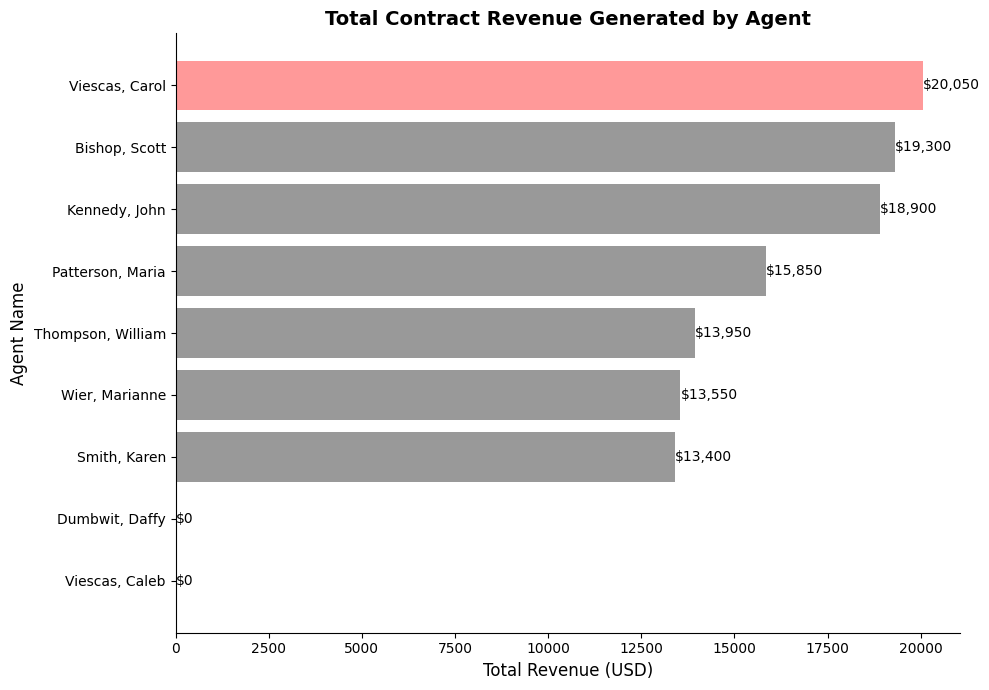 Total Contract Revenue Generated by Agent
Agent Name
Viescas, Carol $20,050
Bishop, Scott $19,300
Kennedy, John $18,900
Patterson, Maria $15,850
Thompson, William $13,950
Wier, Marianne $13,550
Smith, Karen $13,400
Dumbwit, Daffy $0
Viescas, Caleb $0
0 2500 5000 7500 10000 12500 15000 17500 20000
Total Revenue (USD)